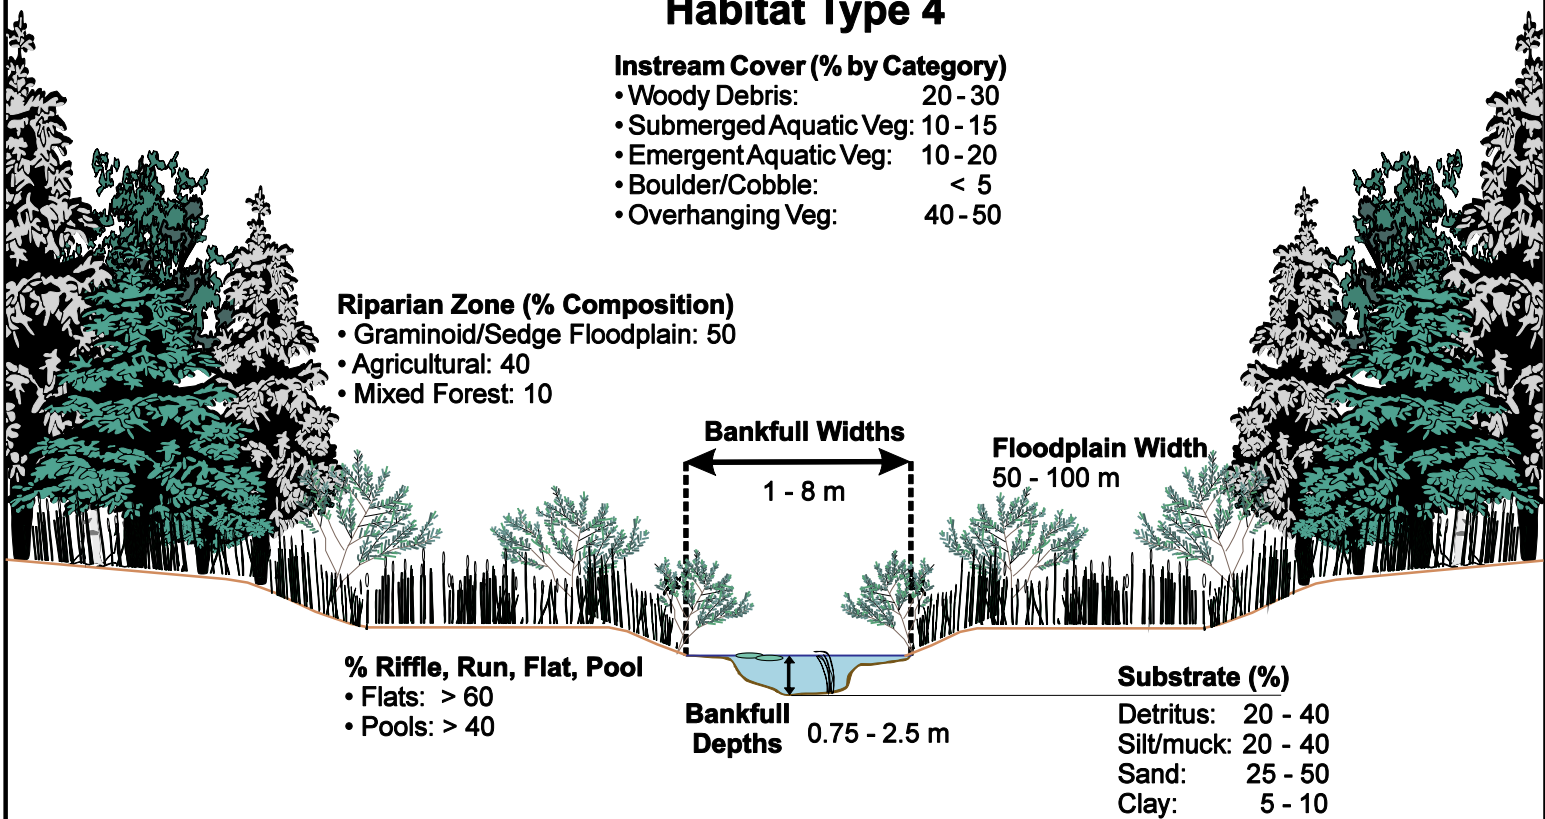 Habitat Type 4
Instream Cover (% by Category)
• Woody Debris: 20 - 30
• Submerged Aquatic Veg: 10 - 15
• Emergent Aquatic Veg: 10 - 20
• Boulder/Cobble: < 5
• Overhanging Veg: 40 - 50
Riparian Zone (% Composition)
• Graminoid/Sedge Floodplain: 50
• Agricultural: 40
• Mixed Forest: 10
Bankfull Widths
1 - 8 m
Floodplain Width
50 - 100 m
% Riffle, Run, Flat, Pool
• Flats: > 60
• Pools: > 40
Bankfull
Depths
0.75 - 2.5 m
Substrate (%)
Detritus: 20 - 40
Silt/muck: 20 - 40
Sand: 25 - 50
Clay: 5 - 10